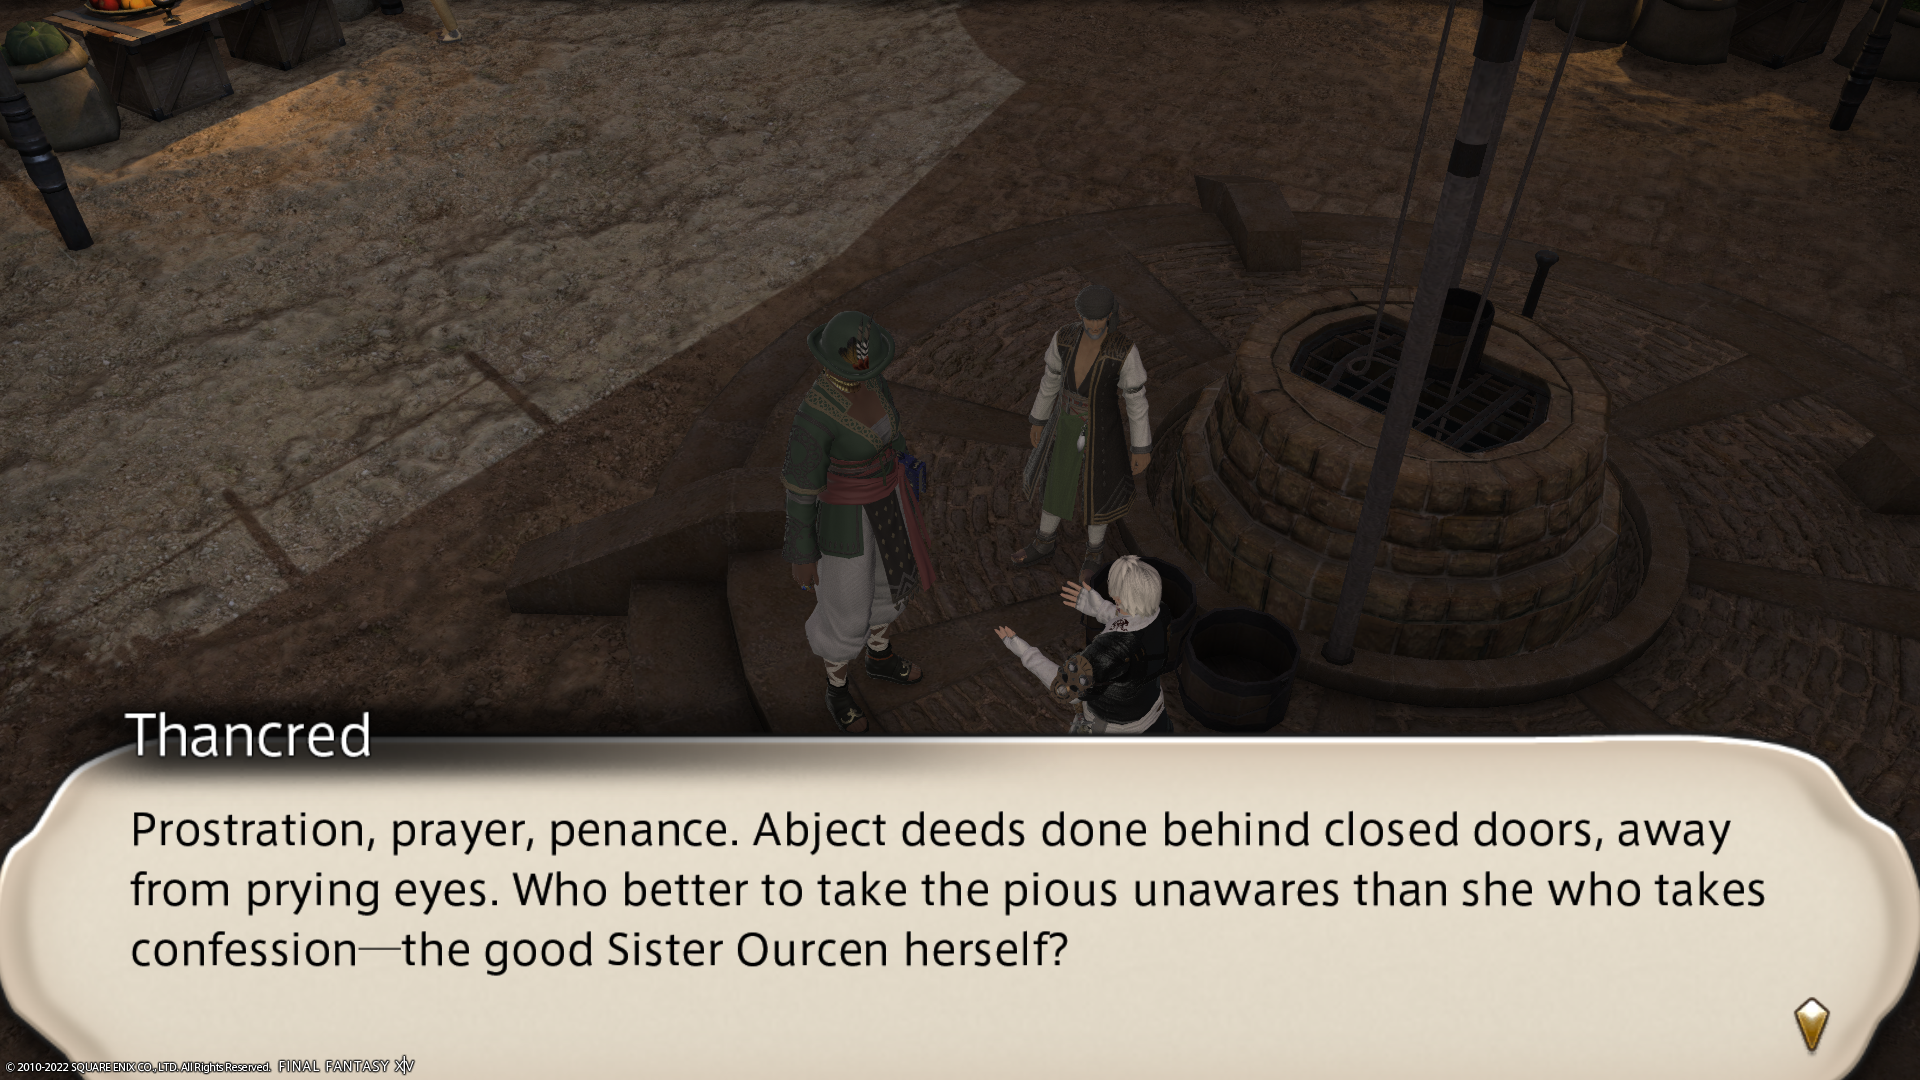 Thancred
Prostration, prayer, penance. Abject deeds done behind closed doors, away
from prying eyes. Who better to take the pious unawares than she who takes
confession—the good Sister Ourcen herself?
© 2010-2022 SQUARE ENIX CO., LTD. All Rights Reserved. FINAL FANTASY XIV